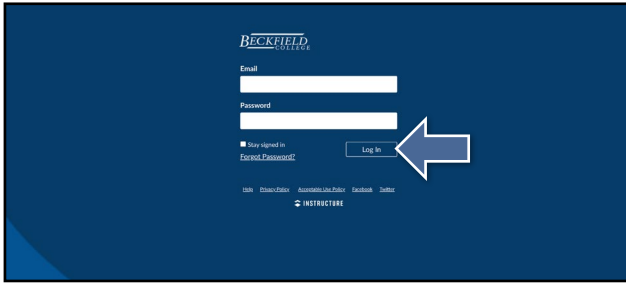 BECKFIELD
COLLEGE
Email
Password
Stay signed in
Log In
Forgot Password?
Help Privacy Policy Acceptable Use Policy Facebook Twitter
INSTRUCTURE